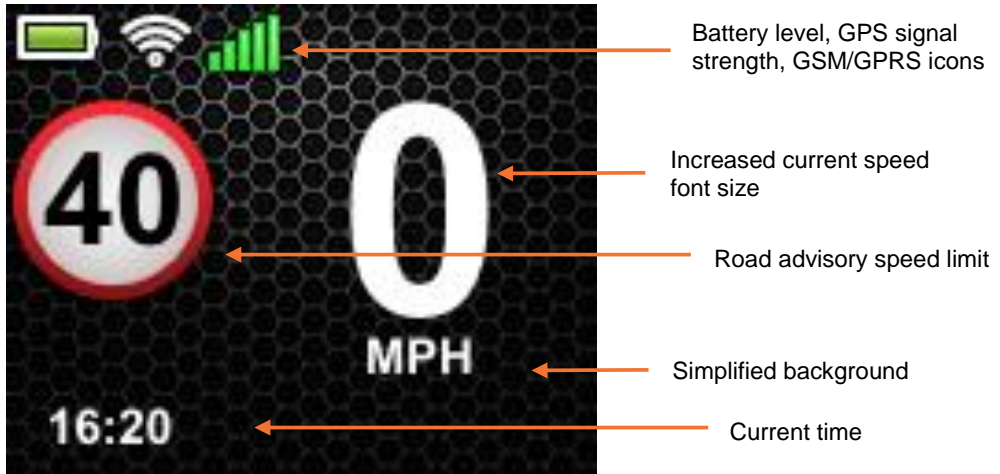 Battery level, GPS signal
strength, GSM/GPRS icons
40
0
Increased current speed
font size
Road advisory speed limit
MPH
Simplified background
16:20
Current time